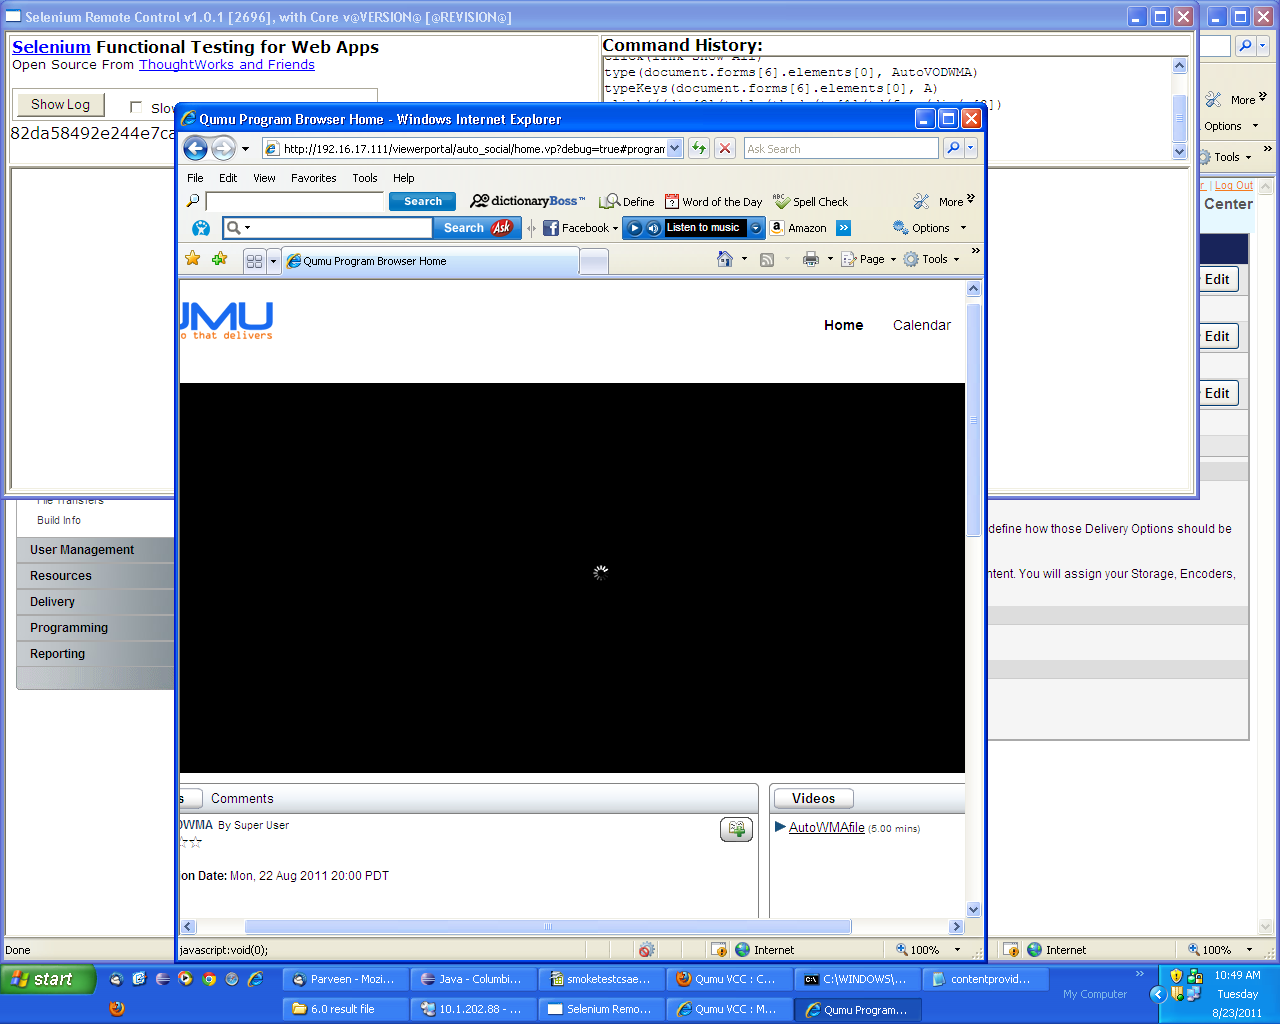 Selenium Remote Control v1.0.1 [2696], with Core v@VERSION@ [@REVISION@]
Selenium Functional Testing for Web Apps
Open Source From ThoughtWorks and Friends
Command History:
type(document.forms[6].elements[0], AutoVODWMA)
typeKeys(document.forms[6].elements[0], A)
Show Log
82da58492e244e7ca
More
Options
Tools
Log Out
Center
Edit
Edit
Edit
Qumu Program Browser Home - Windows Internet Explorer
http://192.16.17.111/viewerportal/auto_social/home.vp?debug=true#program
Ask Search
File Edit View Favorites Tools Help
Search dictionaryBoss™ Define Word of the Day Spell Check More
Search Ask Facebook Listen to music Amazon Options
Qumu Program Browser Home Page Tools
UMU
o that delivers
Home Calendar
Build Info
User Management
Resources
Delivery
Programming
Reporting
define how those Delivery Options should be
ntent. You will assign your Storage, Encoders,
s Comments Videos
DWMA By Super User
AutoWMAfile (5.00 mins)
on Date: Mon, 22 Aug 2011 20:00 PDT
Done
javascript:void(0);
Internet 100%
Internet 100%
start
Parveen - Mozi...
Java - Columbi...
smoketestcsae...
Qumu VCC : C...
C:\WINDOWS\...
contentprovid...
6.0 result file
10.1.202.88 - ...
Selenium Remo...
Qumu VCC : M...
Qumu Program...
My Computer
10:49 AM
Tuesday
8/23/2011